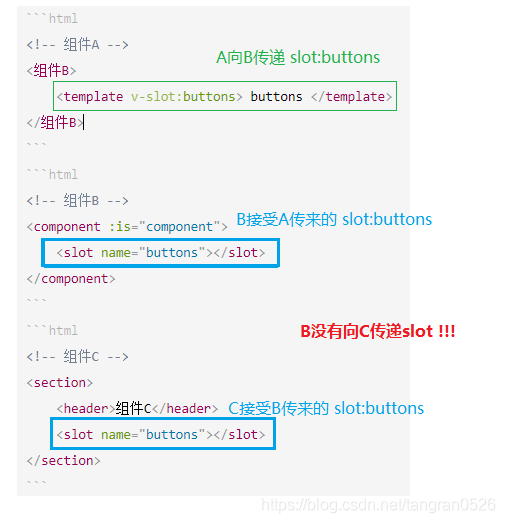 ```html
<!-- 组件A -->
A向B传递 slot:buttons
<组件B>
<template v-slot:buttons> buttons </template>
</组件B>
```
```html
<!-- 组件B -->
B接受A传来的 slot:buttons
<component :is="component">
<slot name="buttons"></slot>
</component>
```
B没有向C传递slot !!!
```html
<!-- 组件C -->
<section>
<header>组件C</header>
C接受B传来的 slot:buttons
<slot name="buttons"></slot>
</section>
```
https://blog.csdn.net/tangran0526